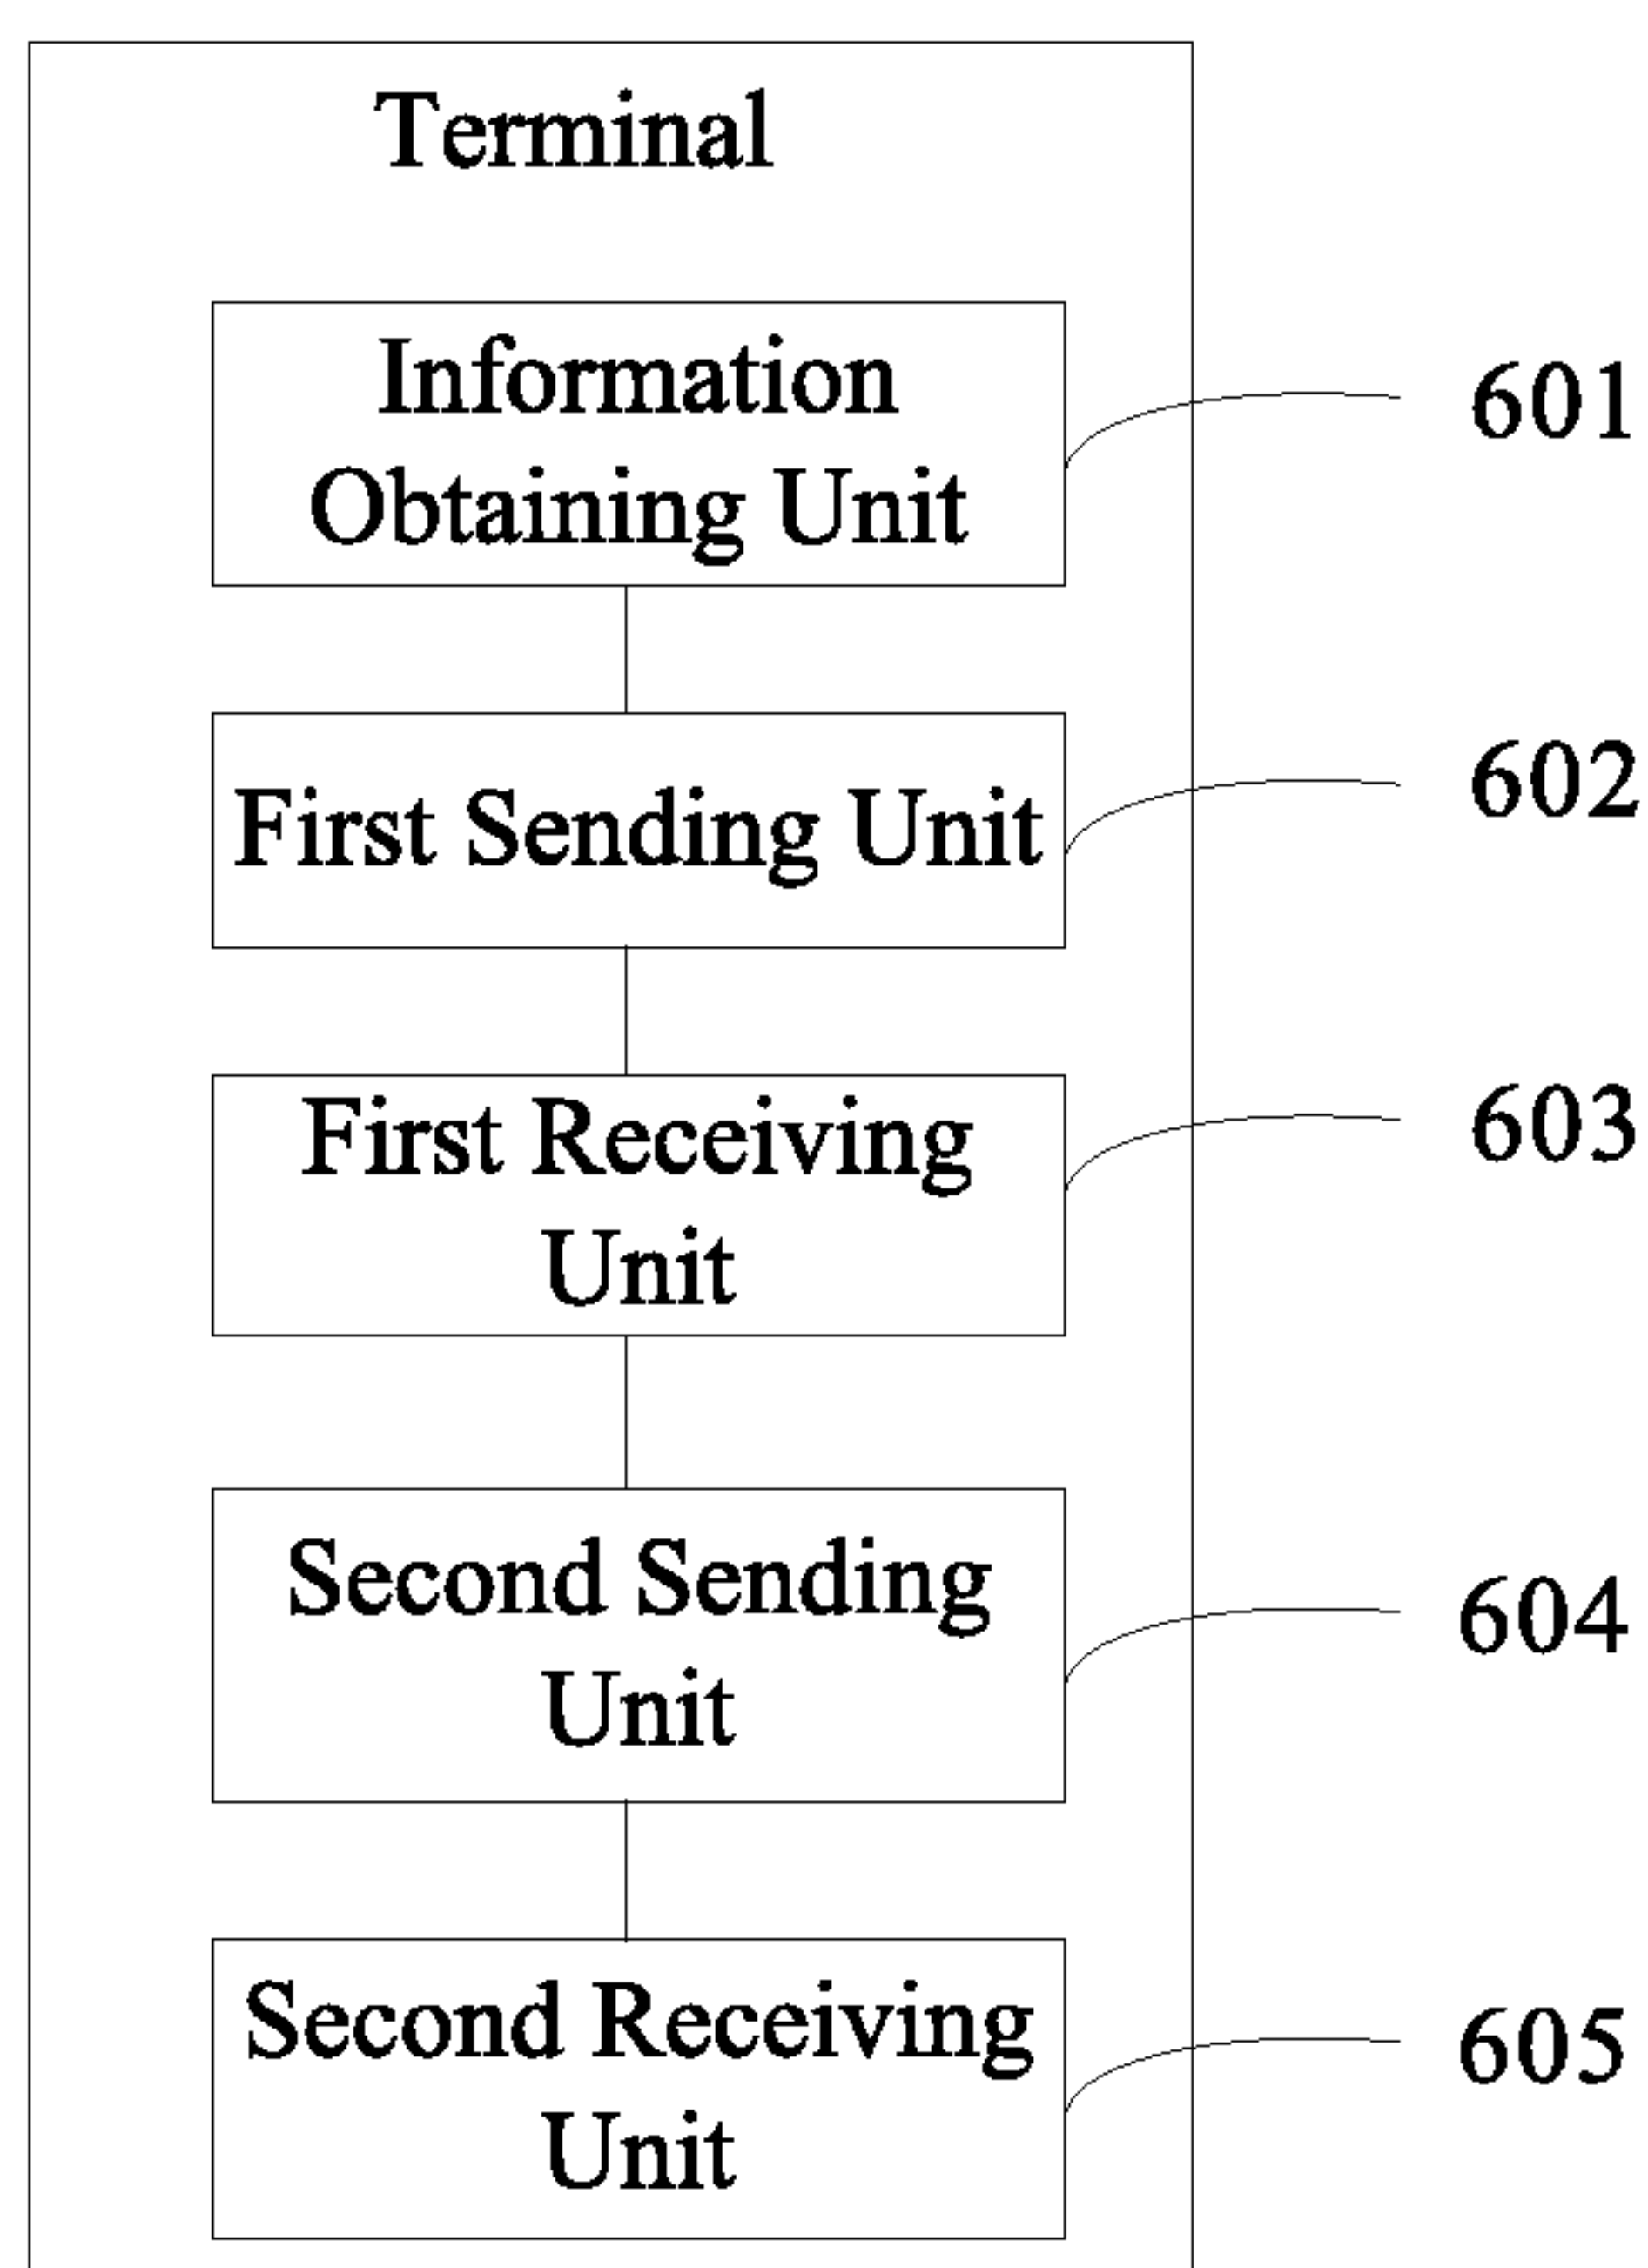 Terminal
Information
Obtaining Unit
601
First Sending Unit
602
First Receiving
Unit
603
Second Sending
Unit
604
Second Receiving
Unit
605